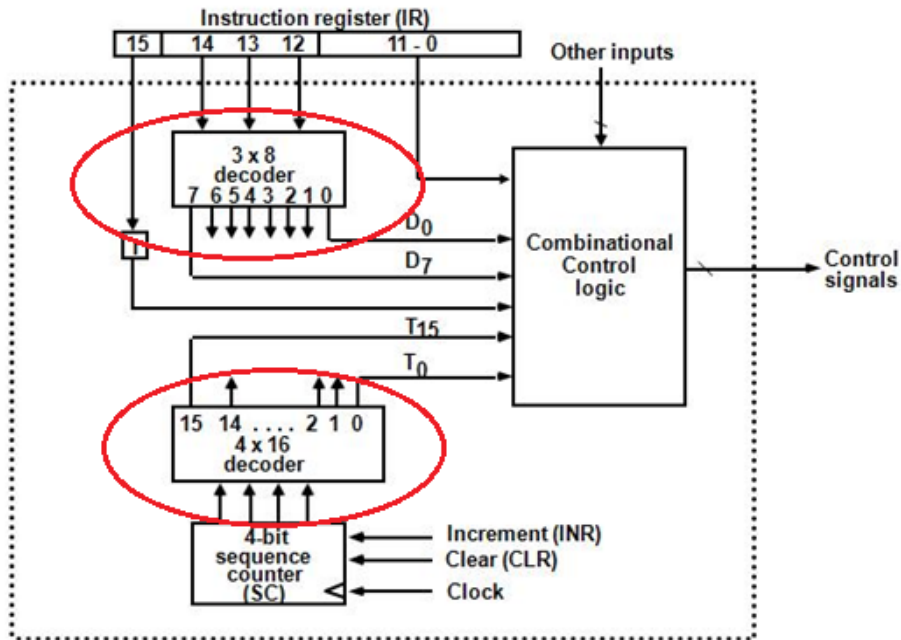 Instruction register (IR)
15 14 13 12 11 - 0
Other inputs
3 x 8
decoder
7 6 5 4 3 2 1 0
D0
I
D7
Combinational
Control
logic
Control
signals
T15
T0
15 14 . . . . 2 1 0
4 x 16
decoder
4-bit
sequence
counter
(SC)
Increment (INR)
Clear (CLR)
Clock